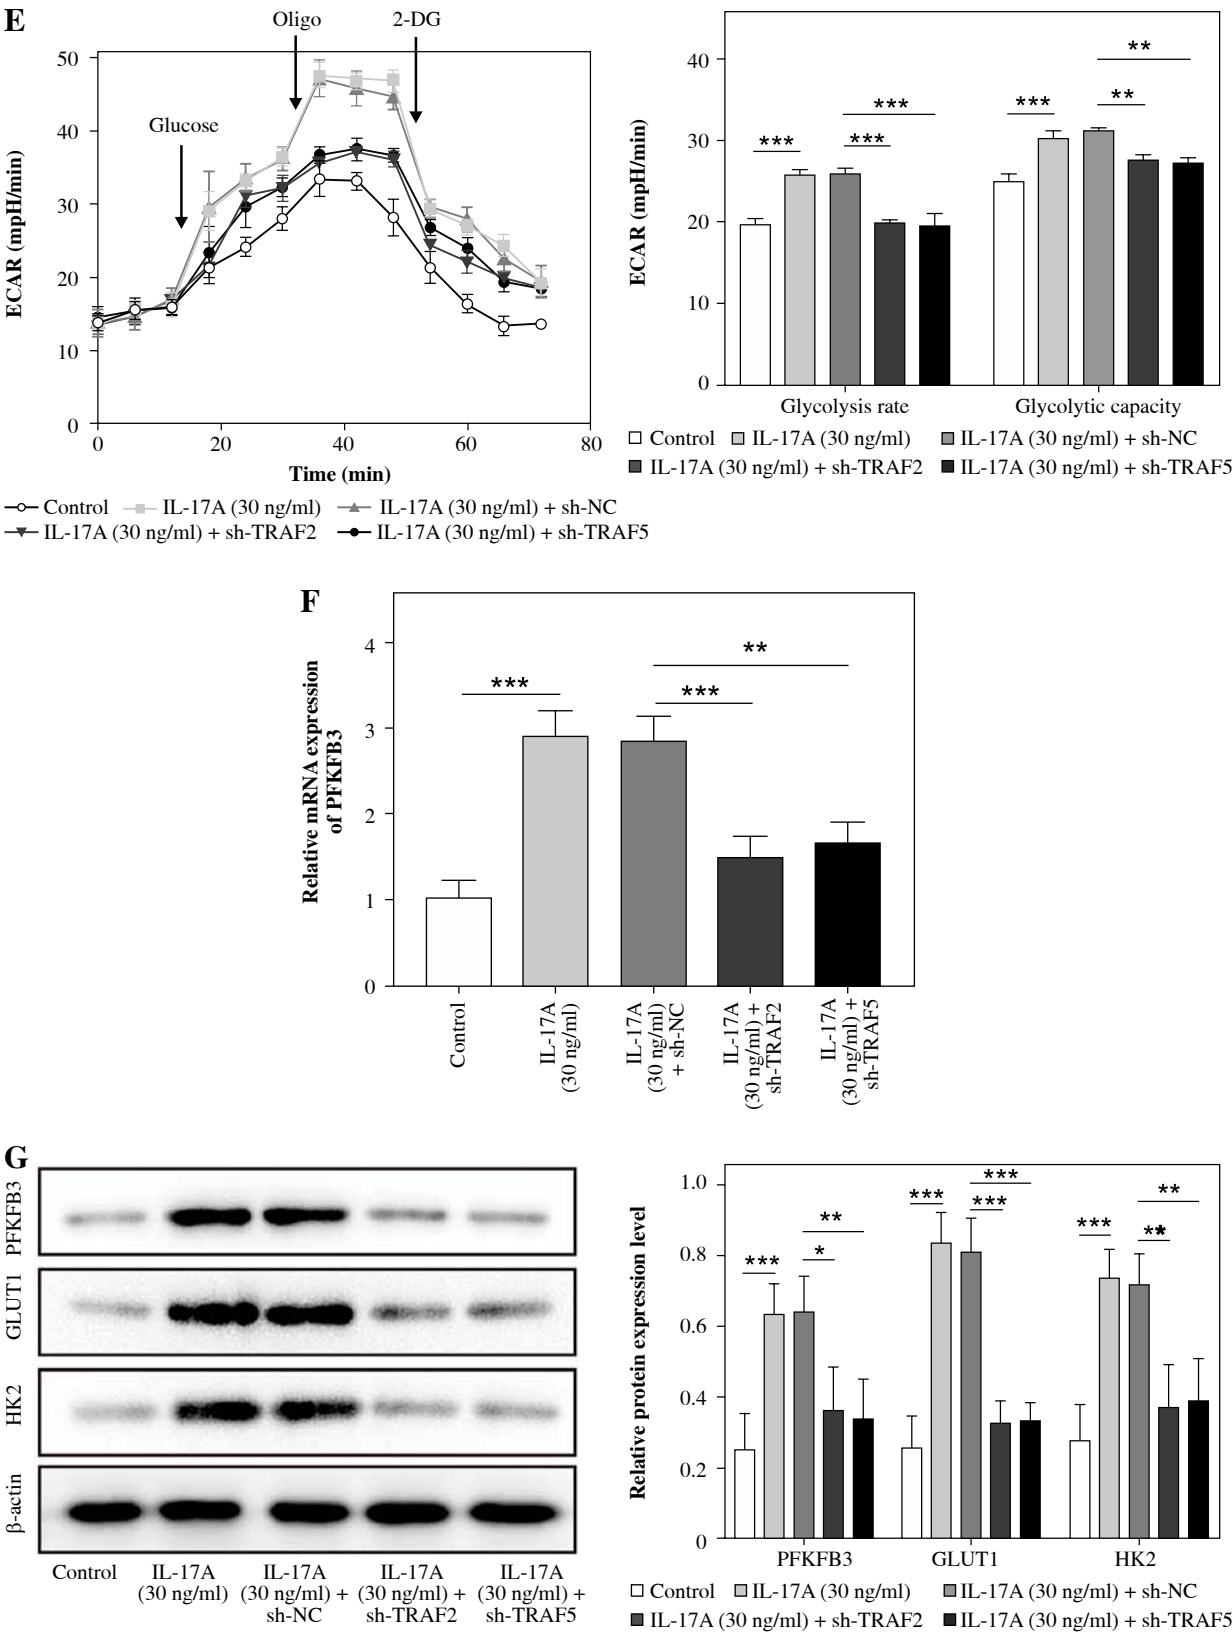 E
Oligo
2-DG
Glucose
ECAR (mpH/min)
50
40
30
20
10
0
0 20 40 60 80
Time (min)
Control IL-17A (30 ng/ml) IL-17A (30 ng/ml) + sh-NC
IL-17A (30 ng/ml) + sh-TRAF2 IL-17A (30 ng/ml) + sh-TRAF5
ECAR (mpH/min)
40
30
20
10
0
*** *** *** *** ** **
Glycolysis rate Glycolytic capacity
Control IL-17A (30 ng/ml) IL-17A (30 ng/ml) + sh-NC
IL-17A (30 ng/ml) + sh-TRAF2 IL-17A (30 ng/ml) + sh-TRAF5
F
Relative mRNA expression
of PFKFB3
4
3
2
1
0
*** *** **
Control
IL-17A
(30 ng/ml)
IL-17A
(30 ng/ml)
+ sh-NC
IL-17A
(30 ng/ml) +
sh-TRAF2
IL-17A
(30 ng/ml) +
sh-TRAF5
G
PFKFB3
GLUT1
HK2
β-actin
Control IL-17A IL-17A IL-17A IL-17A
(30 ng/ml) (30 ng/ml) + (30 ng/ml) + (30 ng/ml) +
sh-NC sh-TRAF2 sh-TRAF5
Relative protein expression level
1.0
0.8
0.6
0.4
0.2
0
*** * ** *** *** *** *** ** **
PFKFB3 GLUT1 HK2
Control IL-17A (30 ng/ml) IL-17A (30 ng/ml) + sh-NC
IL-17A (30 ng/ml) + sh-TRAF2 IL-17A (30 ng/ml) + sh-TRAF5